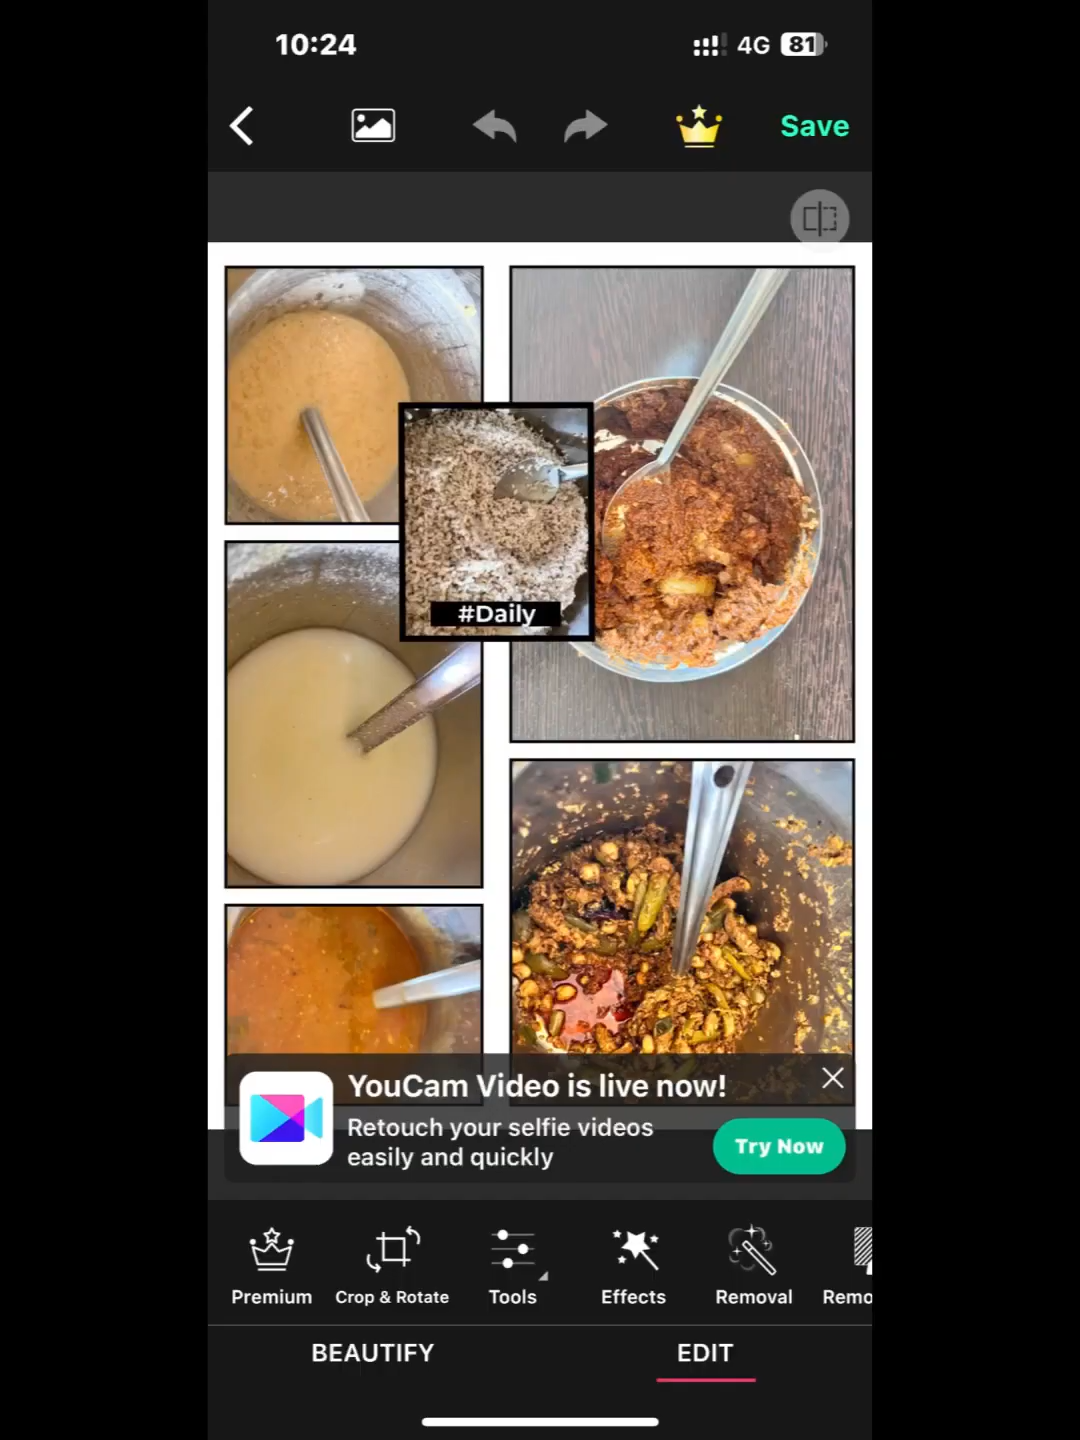 10:24
4G 81
Save
#Daily
YouCam Video is live now!
Retouch your selfie videos
easily and quickly
Try Now
Premium
Crop & Rotate
Tools
Effects
Removal
Remo
BEAUTIFY
EDIT